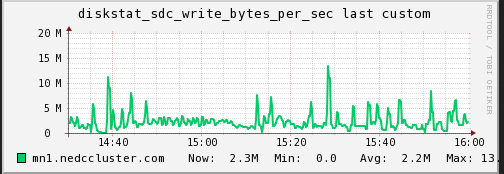 diskstat_sdc_write_bytes_per_sec last custom
20 M
15 M
10 M
5 M
0
14:40 15:00 15:20 15:40 16:00
mn1.nedccluster.com Now: 2.3M Min: 0.0 Avg: 2.2M Max: 13.
RRDTOOL / TOBI OETIKER